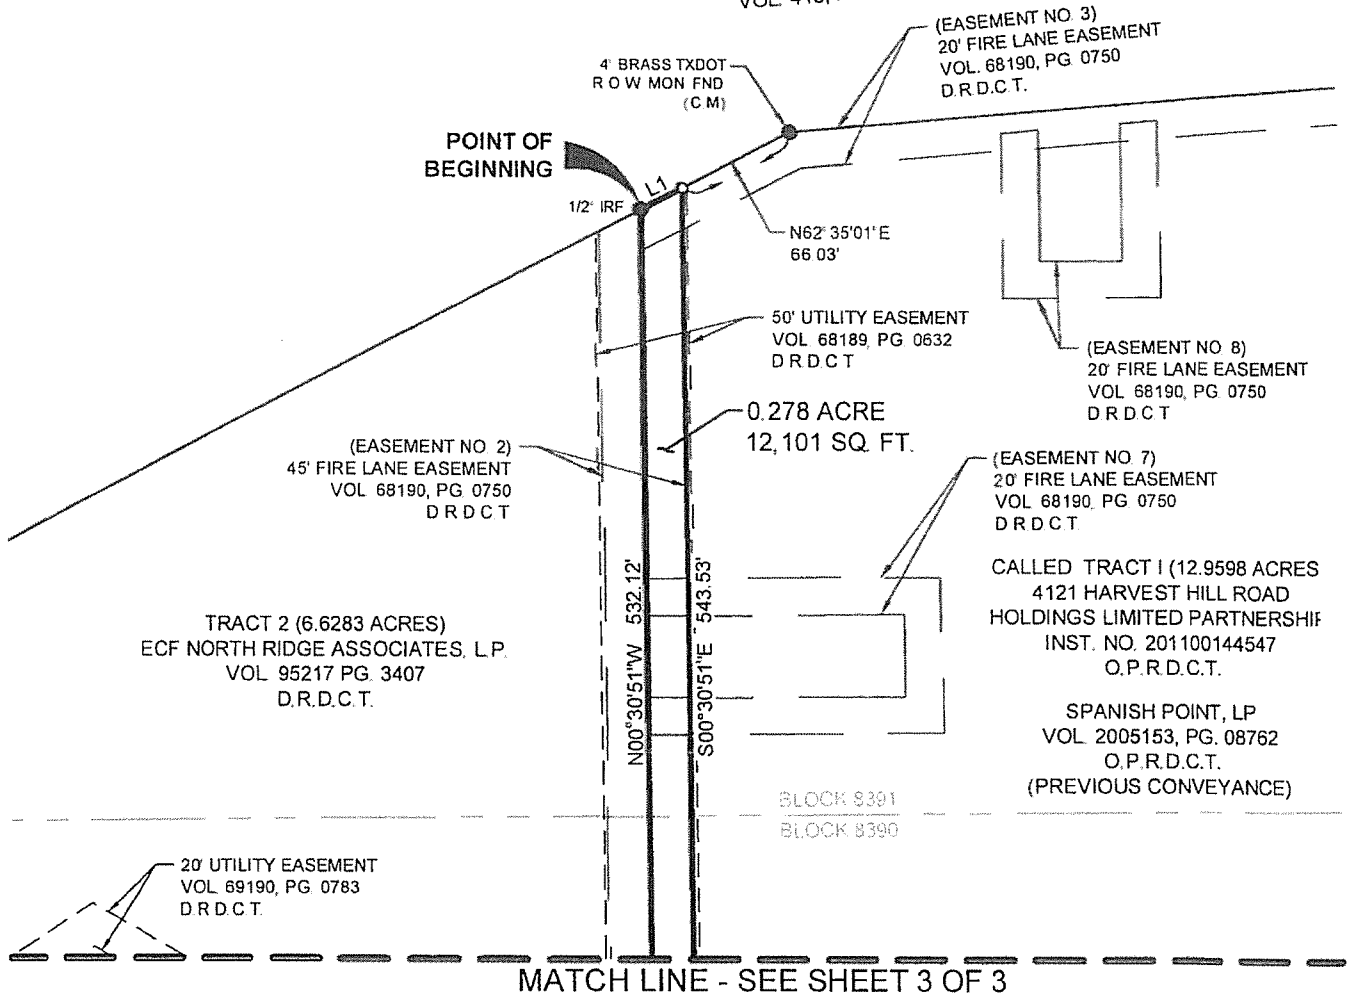 (EASEMENT NO. 3)
20' FIRE LANE EASEMENT
VOL. 68190, PG. 0750
D.R.D.C.T.
4" BRASS TXDOT
R O W MON FND
(C M)
POINT OF
BEGINNING
L1
1/2" IRF
N62°35'01"E
66.03'
50' UTILITY EASEMENT
VOL 68189, PG 0632
D R D C T
(EASEMENT NO 8)
20' FIRE LANE EASEMENT
VOL 68190, PG 0750
D R D C T
0.278 ACRE
12,101 SQ. FT.
(EASEMENT NO 2)
45' FIRE LANE EASEMENT
VOL 68190, PG 0750
D R D C T
(EASEMENT NO. 7)
20' FIRE LANE EASEMENT
VOL 68190, PG 0750
D R D C T
N00°30'51"W 532.12'
S00°30'51"E 543.53'
CALLED TRACT I (12.9598 ACRES
4121 HARVEST HILL ROAD
HOLDINGS LIMITED PARTNERSHIP
INST. NO. 201100144547
O.P.R.D.C.T.
TRACT 2 (6.6283 ACRES)
ECF NORTH RIDGE ASSOCIATES, L.P.
VOL 95217 PG. 3407
D.R.D.C.T.
SPANISH POINT, LP
VOL. 2005153, PG. 08762
O.P.R.D.C.T.
(PREVIOUS CONVEYANCE)
BLOCK 8391
BLOCK 8390
20' UTILITY EASEMENT
VOL 69190, PG 0783
D.R.D.C T.
MATCH LINE - SEE SHEET 3 OF 3